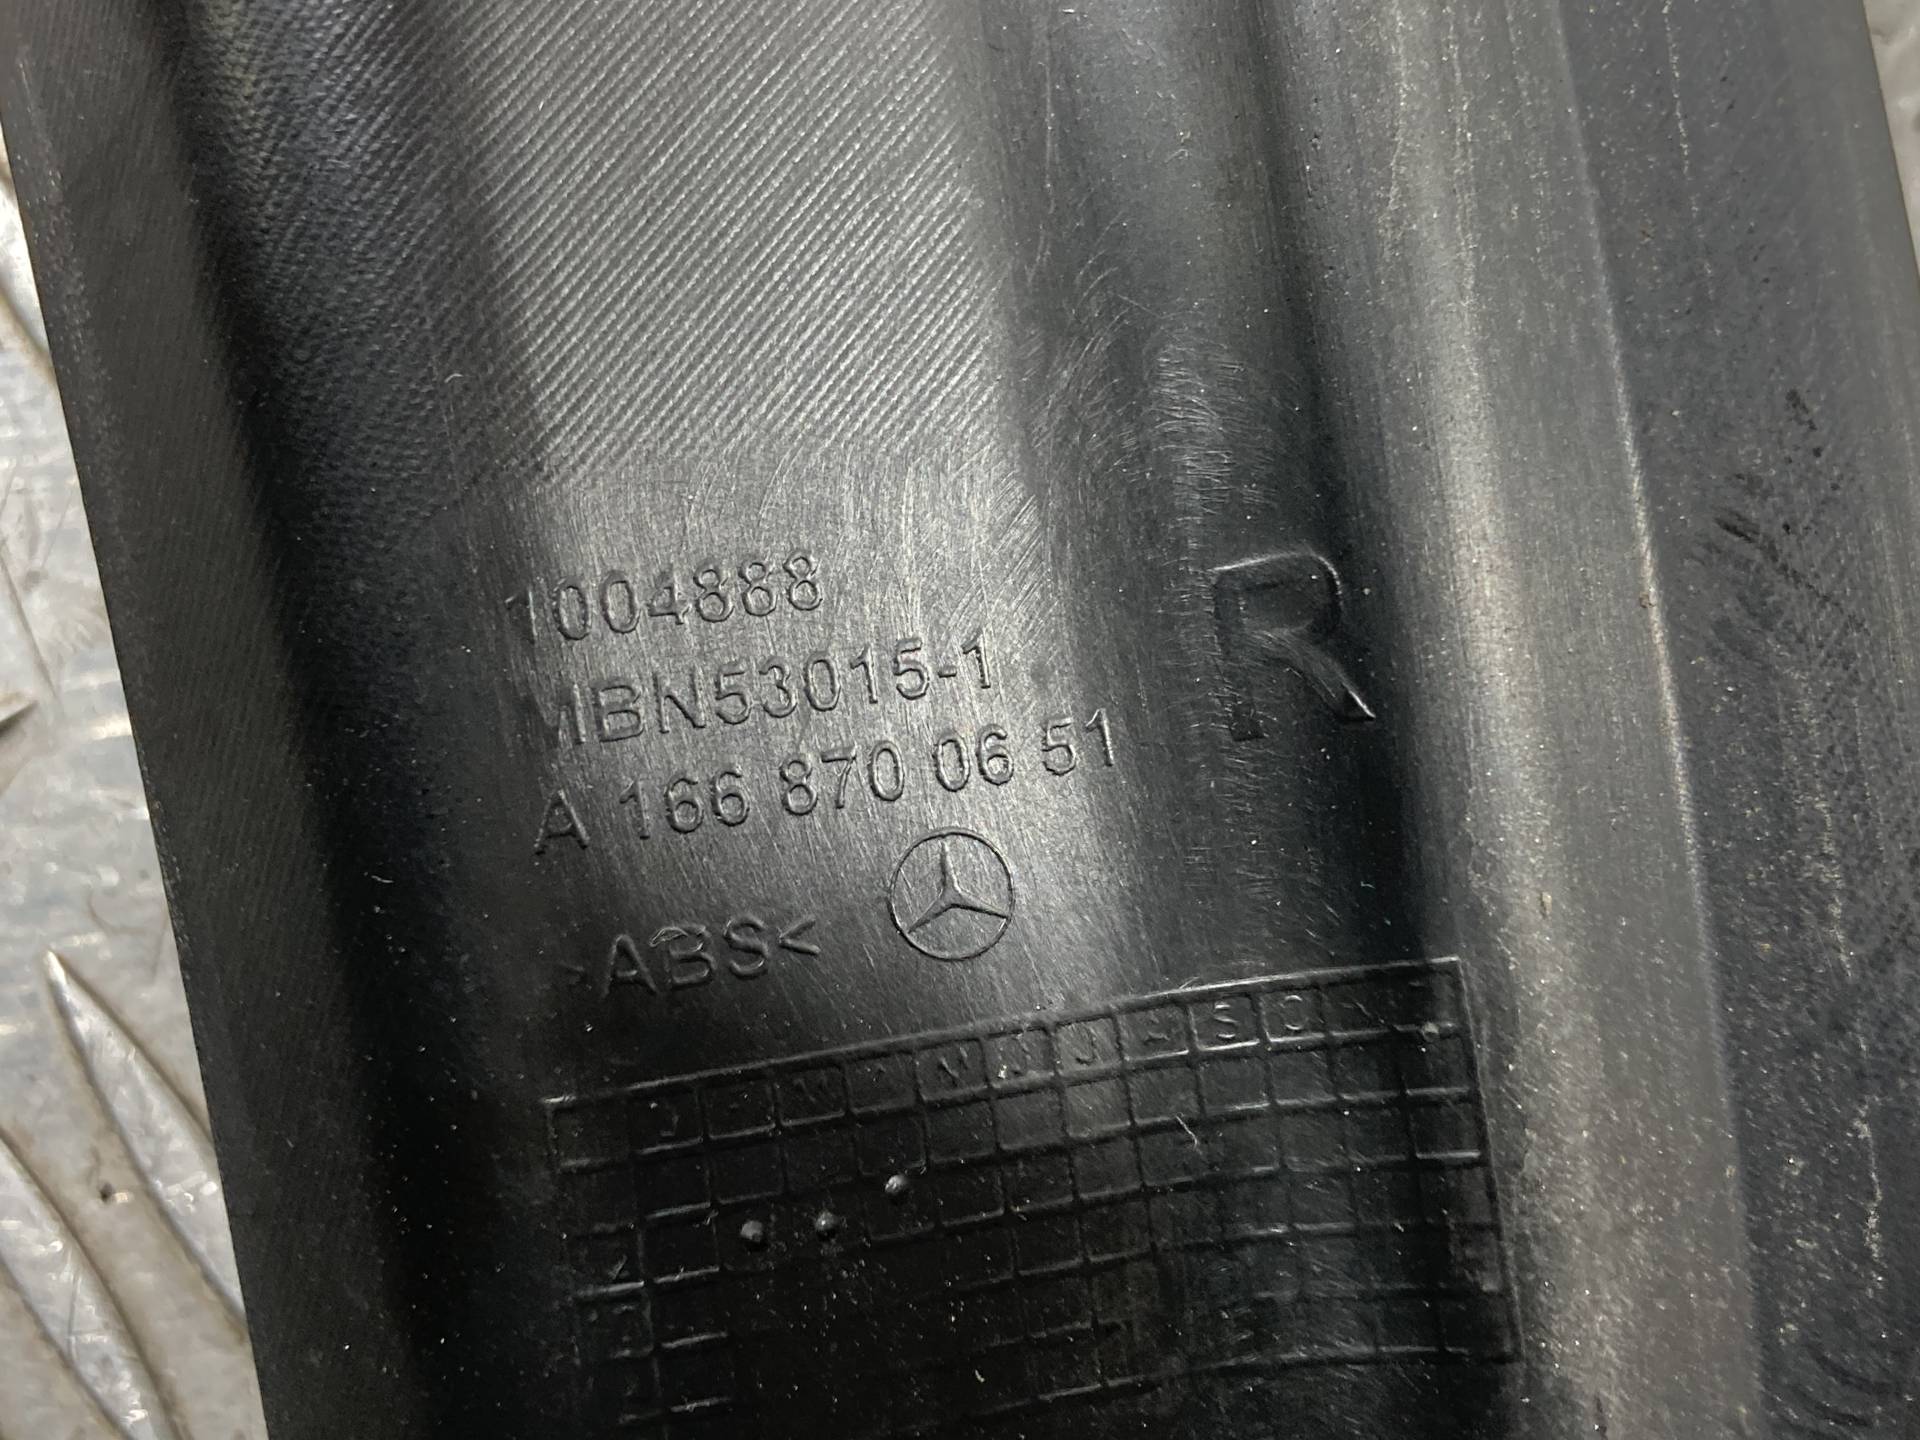 1004888
MBN53015-1
R
A 166 870 06 51
>ABS<
J F M A M J J A S O N D